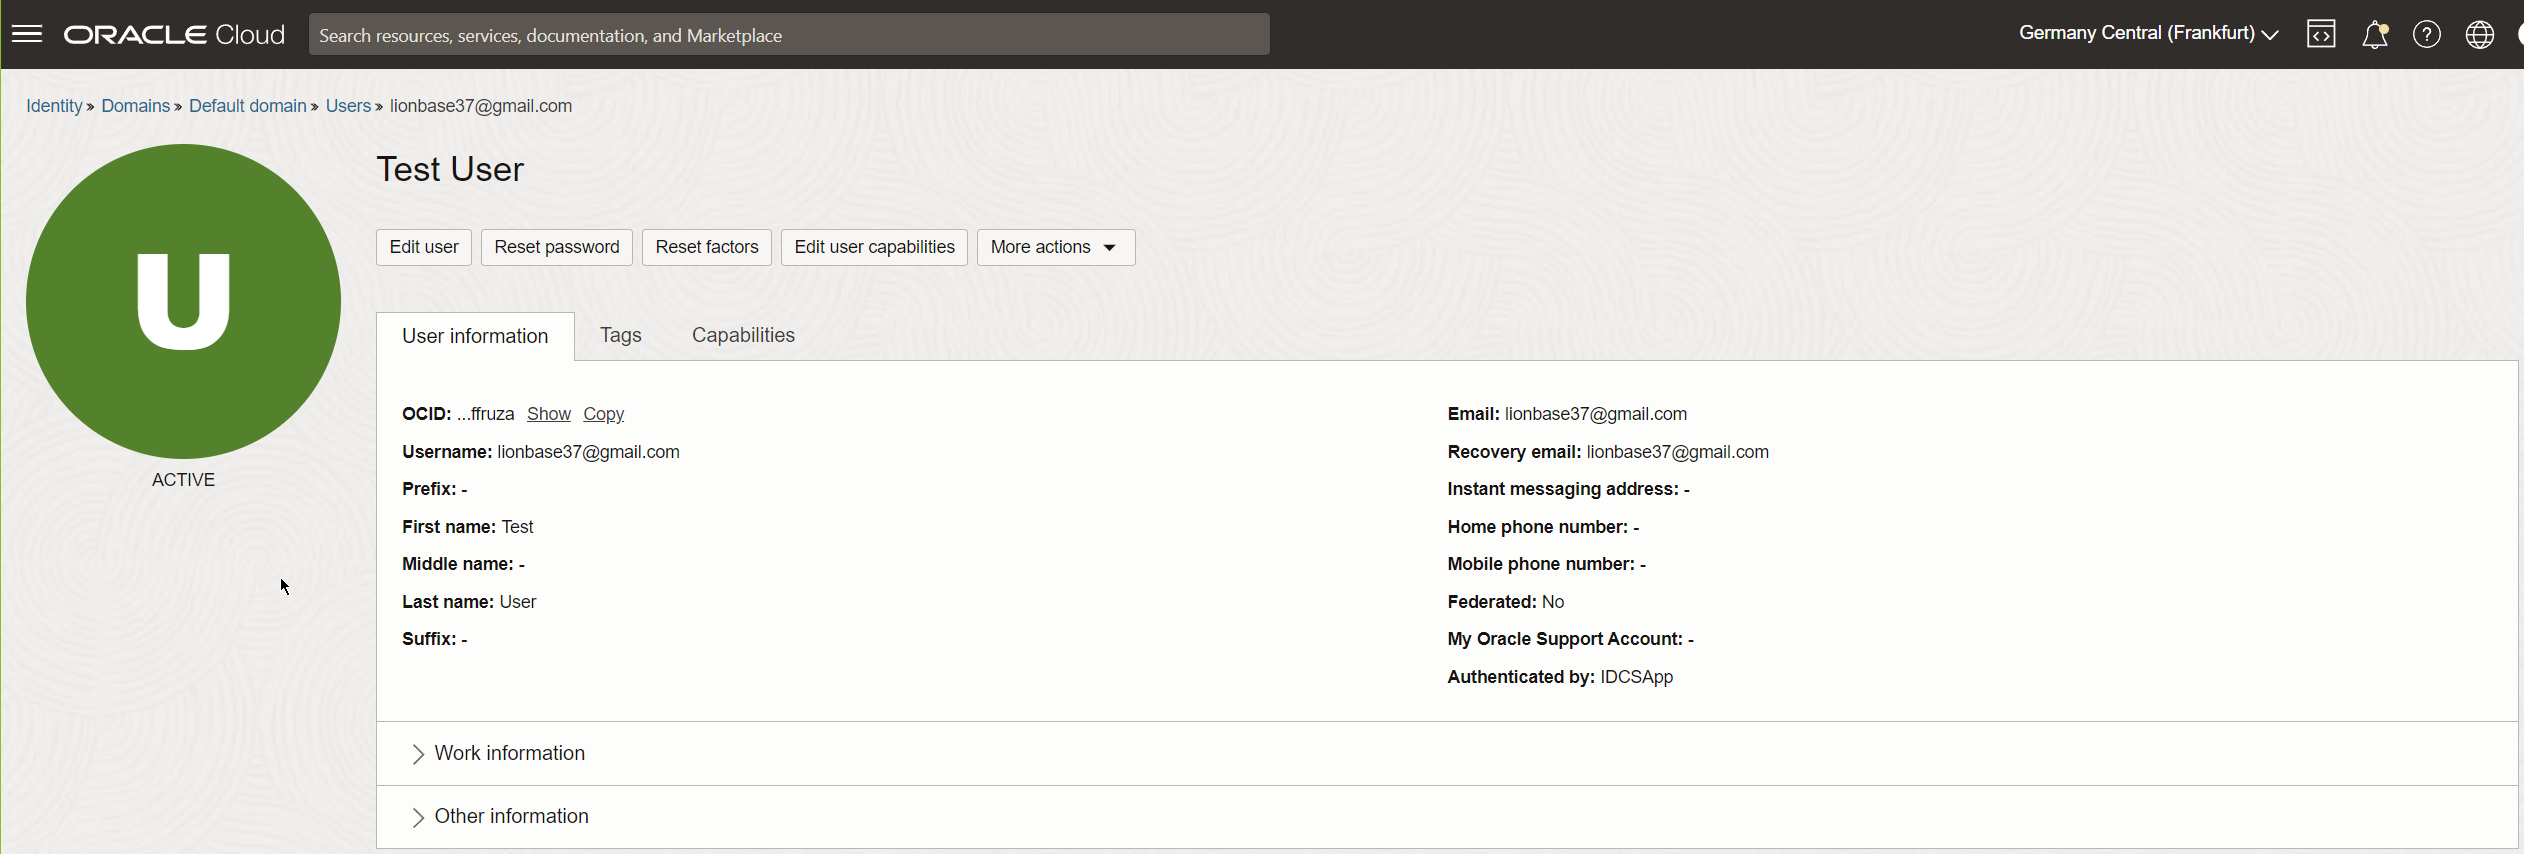 ORACLE Cloud Search resources, services, documentation, and Marketplace Germany Central (Frankfurt)
Identity » Domains » Default domain » Users » lionbase37@gmail.com
U
ACTIVE
Test User
Edit user Reset password Reset factors Edit user capabilities More actions
User information Tags Capabilities
OCID: ...ffruza Show Copy
Username: lionbase37@gmail.com
Prefix: -
First name: Test
Middle name: -
Last name: User
Suffix: -
Email: lionbase37@gmail.com
Recovery email: lionbase37@gmail.com
Instant messaging address: -
Home phone number: -
Mobile phone number: -
Federated: No
My Oracle Support Account: -
Authenticated by: IDCSApp
Work information
Other information